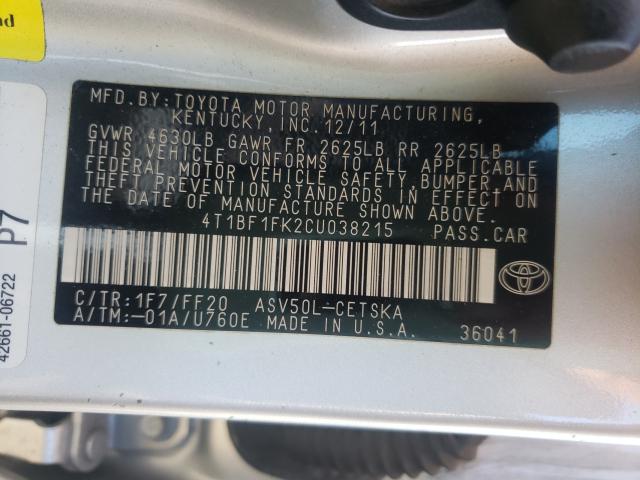 nd
MFD. BY: TOYOTA MOTOR MANUFACTURING,
KENTUCKY, INC. 12/11
GVWR 4630LB GAWR FR 2625LB RR 2625LB
THIS VEHICLE CONFORMS TO ALL APPLICABLE
FEDERAL MOTOR VEHICLE SAFETY, BUMPER, AND
THEFT PREVENTION STANDARDS IN EFFECT ON
THE DATE OF MANUFACTURE SHOWN ABOVE.
4T1BF1FK2CU038215 PASS. CAR
C/TR: 1F7/FF20 ASV50L-CETSKA
A/TM: -01A/U760E MADE IN U.S.A. 36041
P7
42661-06722